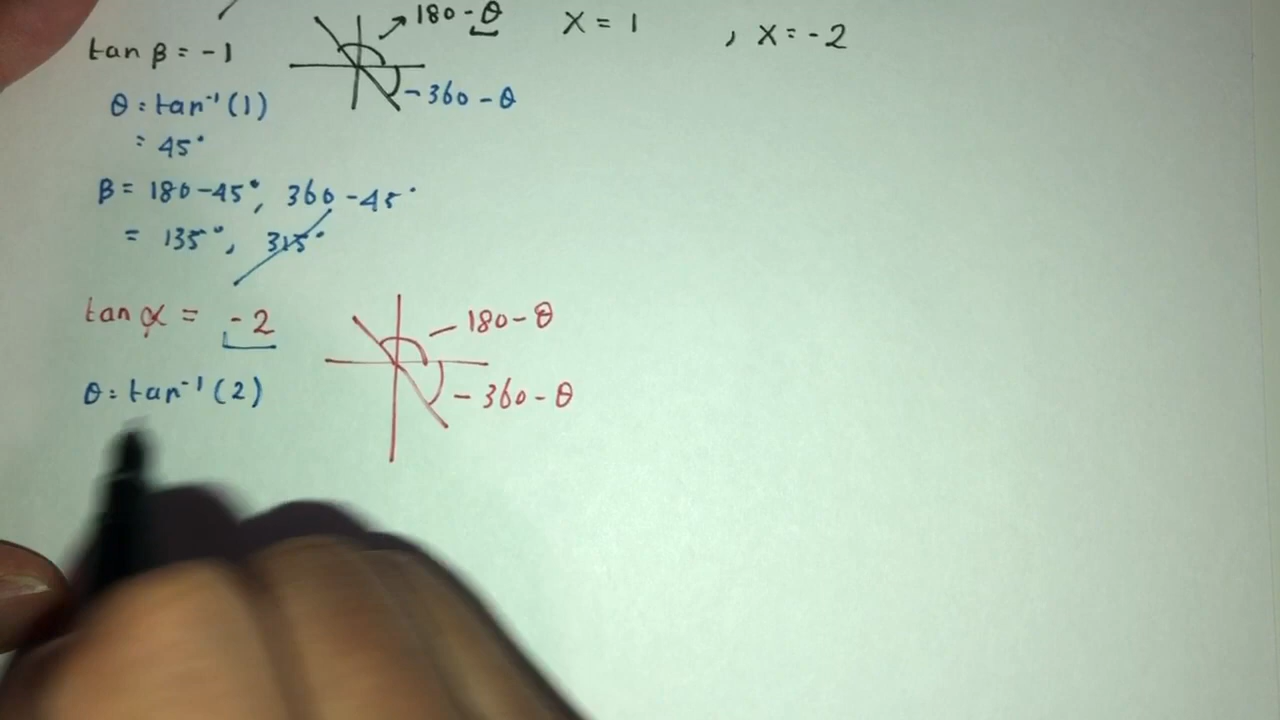 180 - θ
x = 1 , x = -2
tan β = -1
360 - θ
θ = tan⁻¹(1)
= 45°
β = 180 - 45°, 360 - 45°
= 135°, 315°
tan α = -2
180 - θ
θ = tan⁻¹(2)
360 - θ